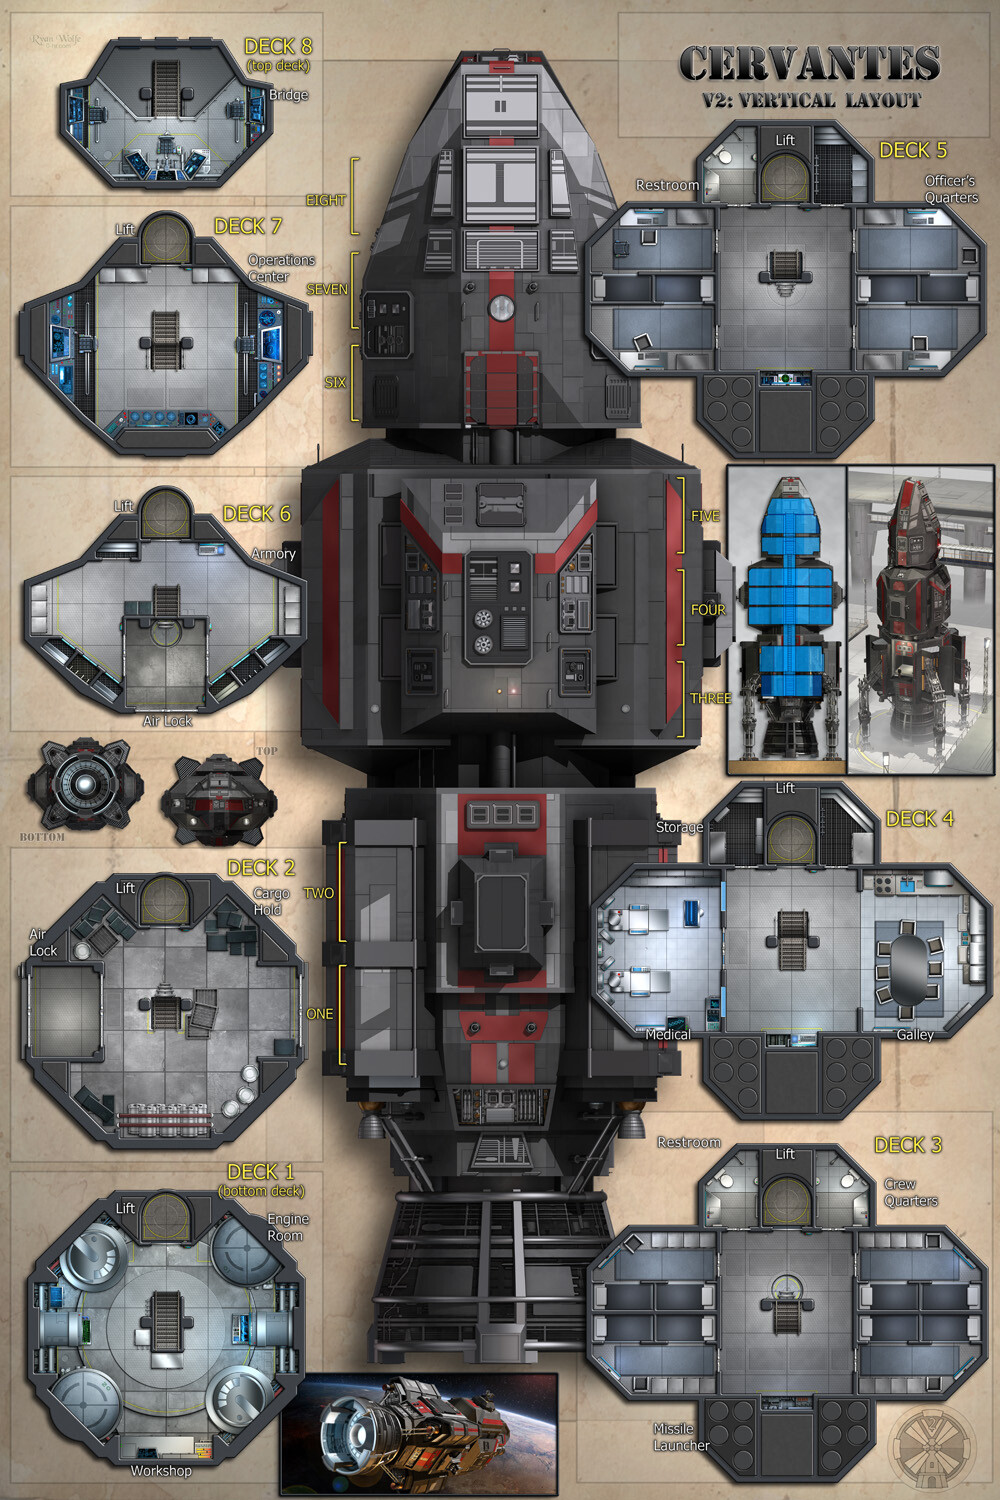 Ryan Wolfe
CERVANTES
V2: VERTICAL LAYOUT
DECK 8
(top deck)
Bridge
DECK 7
Lift
Operations
Center
DECK 6
Lift
Armory
Air Lock
TOP
BOTTOM
DECK 2
Lift
Cargo
Hold
Air
Lock
DECK 1
(bottom deck)
Lift
Engine
Room
Workshop
EIGHT
SEVEN
SIX
FIVE
FOUR
THREE
TWO
ONE
DECK 5
Lift
Restroom
Officer's
Quarters
DECK 4
Lift
Storage
Medical
Galley
DECK 3
Restroom
Lift
Crew
Quarters
Missile
Launcher